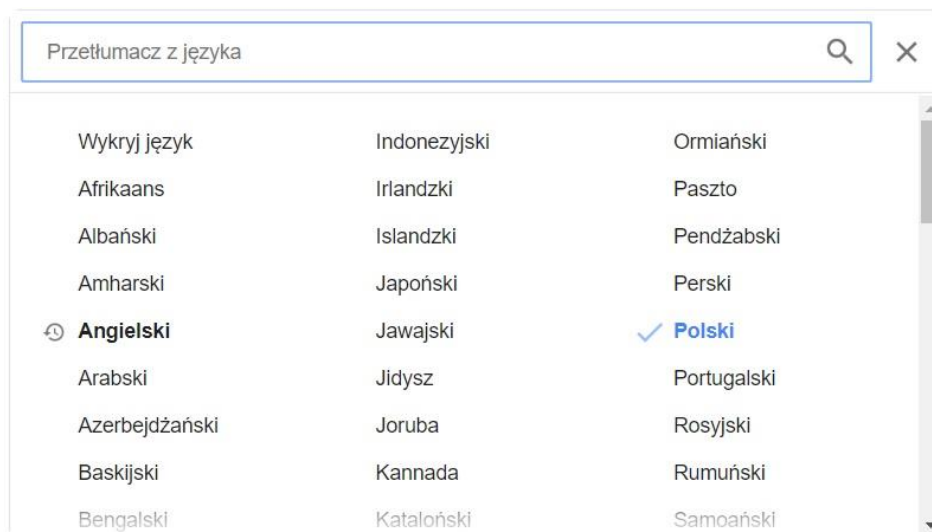 Przetłumacz z języka
Wykryj język
Afrikaans
Albański
Amharski
Angielski
Arabski
Azerbejdżański
Baskijski
Bengalski
Indonezyjski
Irlandzki
Islandzki
Japoński
Jawajski
Jidysz
Joruba
Kannada
Kataloński
Ormiański
Paszto
Pendżabski
Perski
Polski
Portugalski
Rosyjski
Rumuński
Samoański